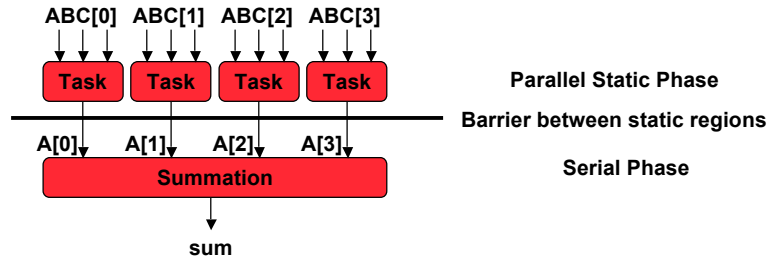 ABC[0] ABC[1] ABC[2] ABC[3]
Task Task Task Task
Parallel Static Phase
Barrier between static regions
A[0] A[1] A[2] A[3]
Summation
Serial Phase
sum